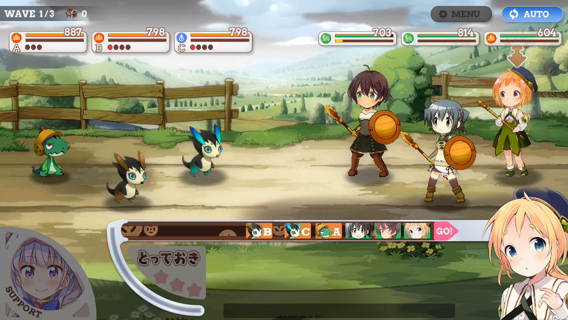 WAVE 1/3 0 MENU AUTO
887 798 798 703 814 604
A B C
B C A GO!
とっておき
SUPPORT